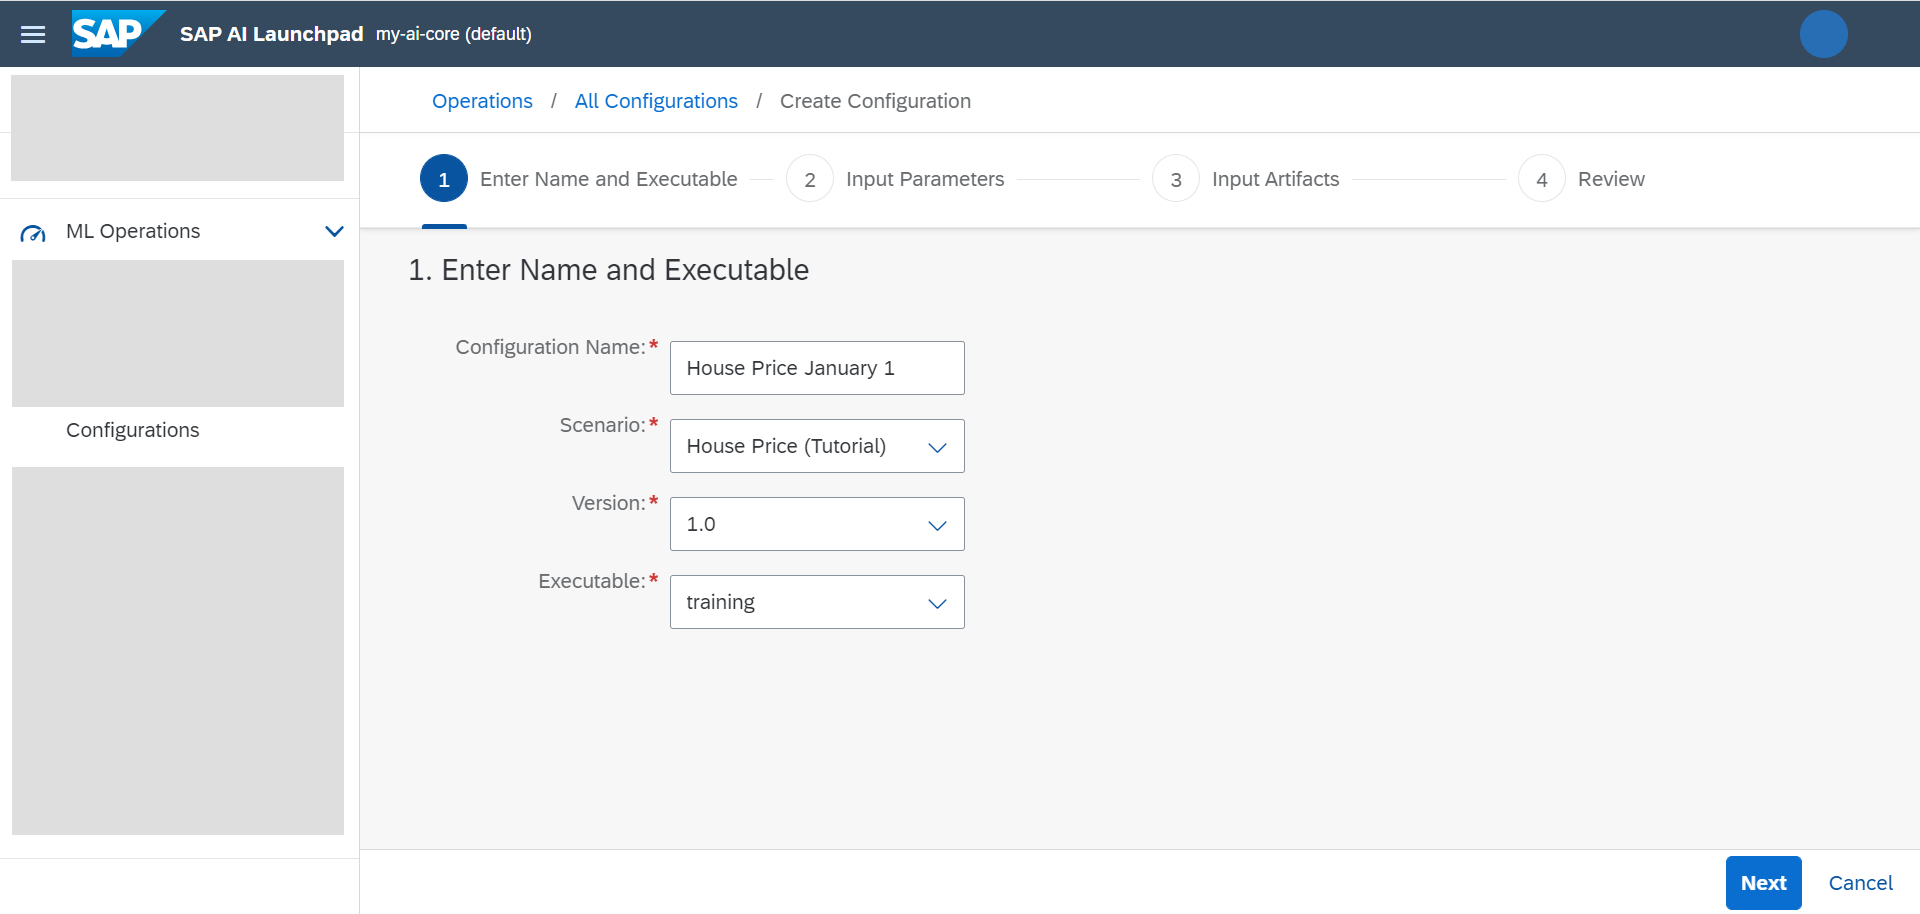 SAP SAP AI Launchpad my-ai-core (default)
Operations / All Configurations / Create Configuration
1 Enter Name and Executable 2 Input Parameters 3 Input Artifacts 4 Review
ML Operations
Configurations
1. Enter Name and Executable
Configuration Name:* House Price January 1
Scenario:* House Price (Tutorial)
Version:* 1.0
Executable:* training
Next Cancel